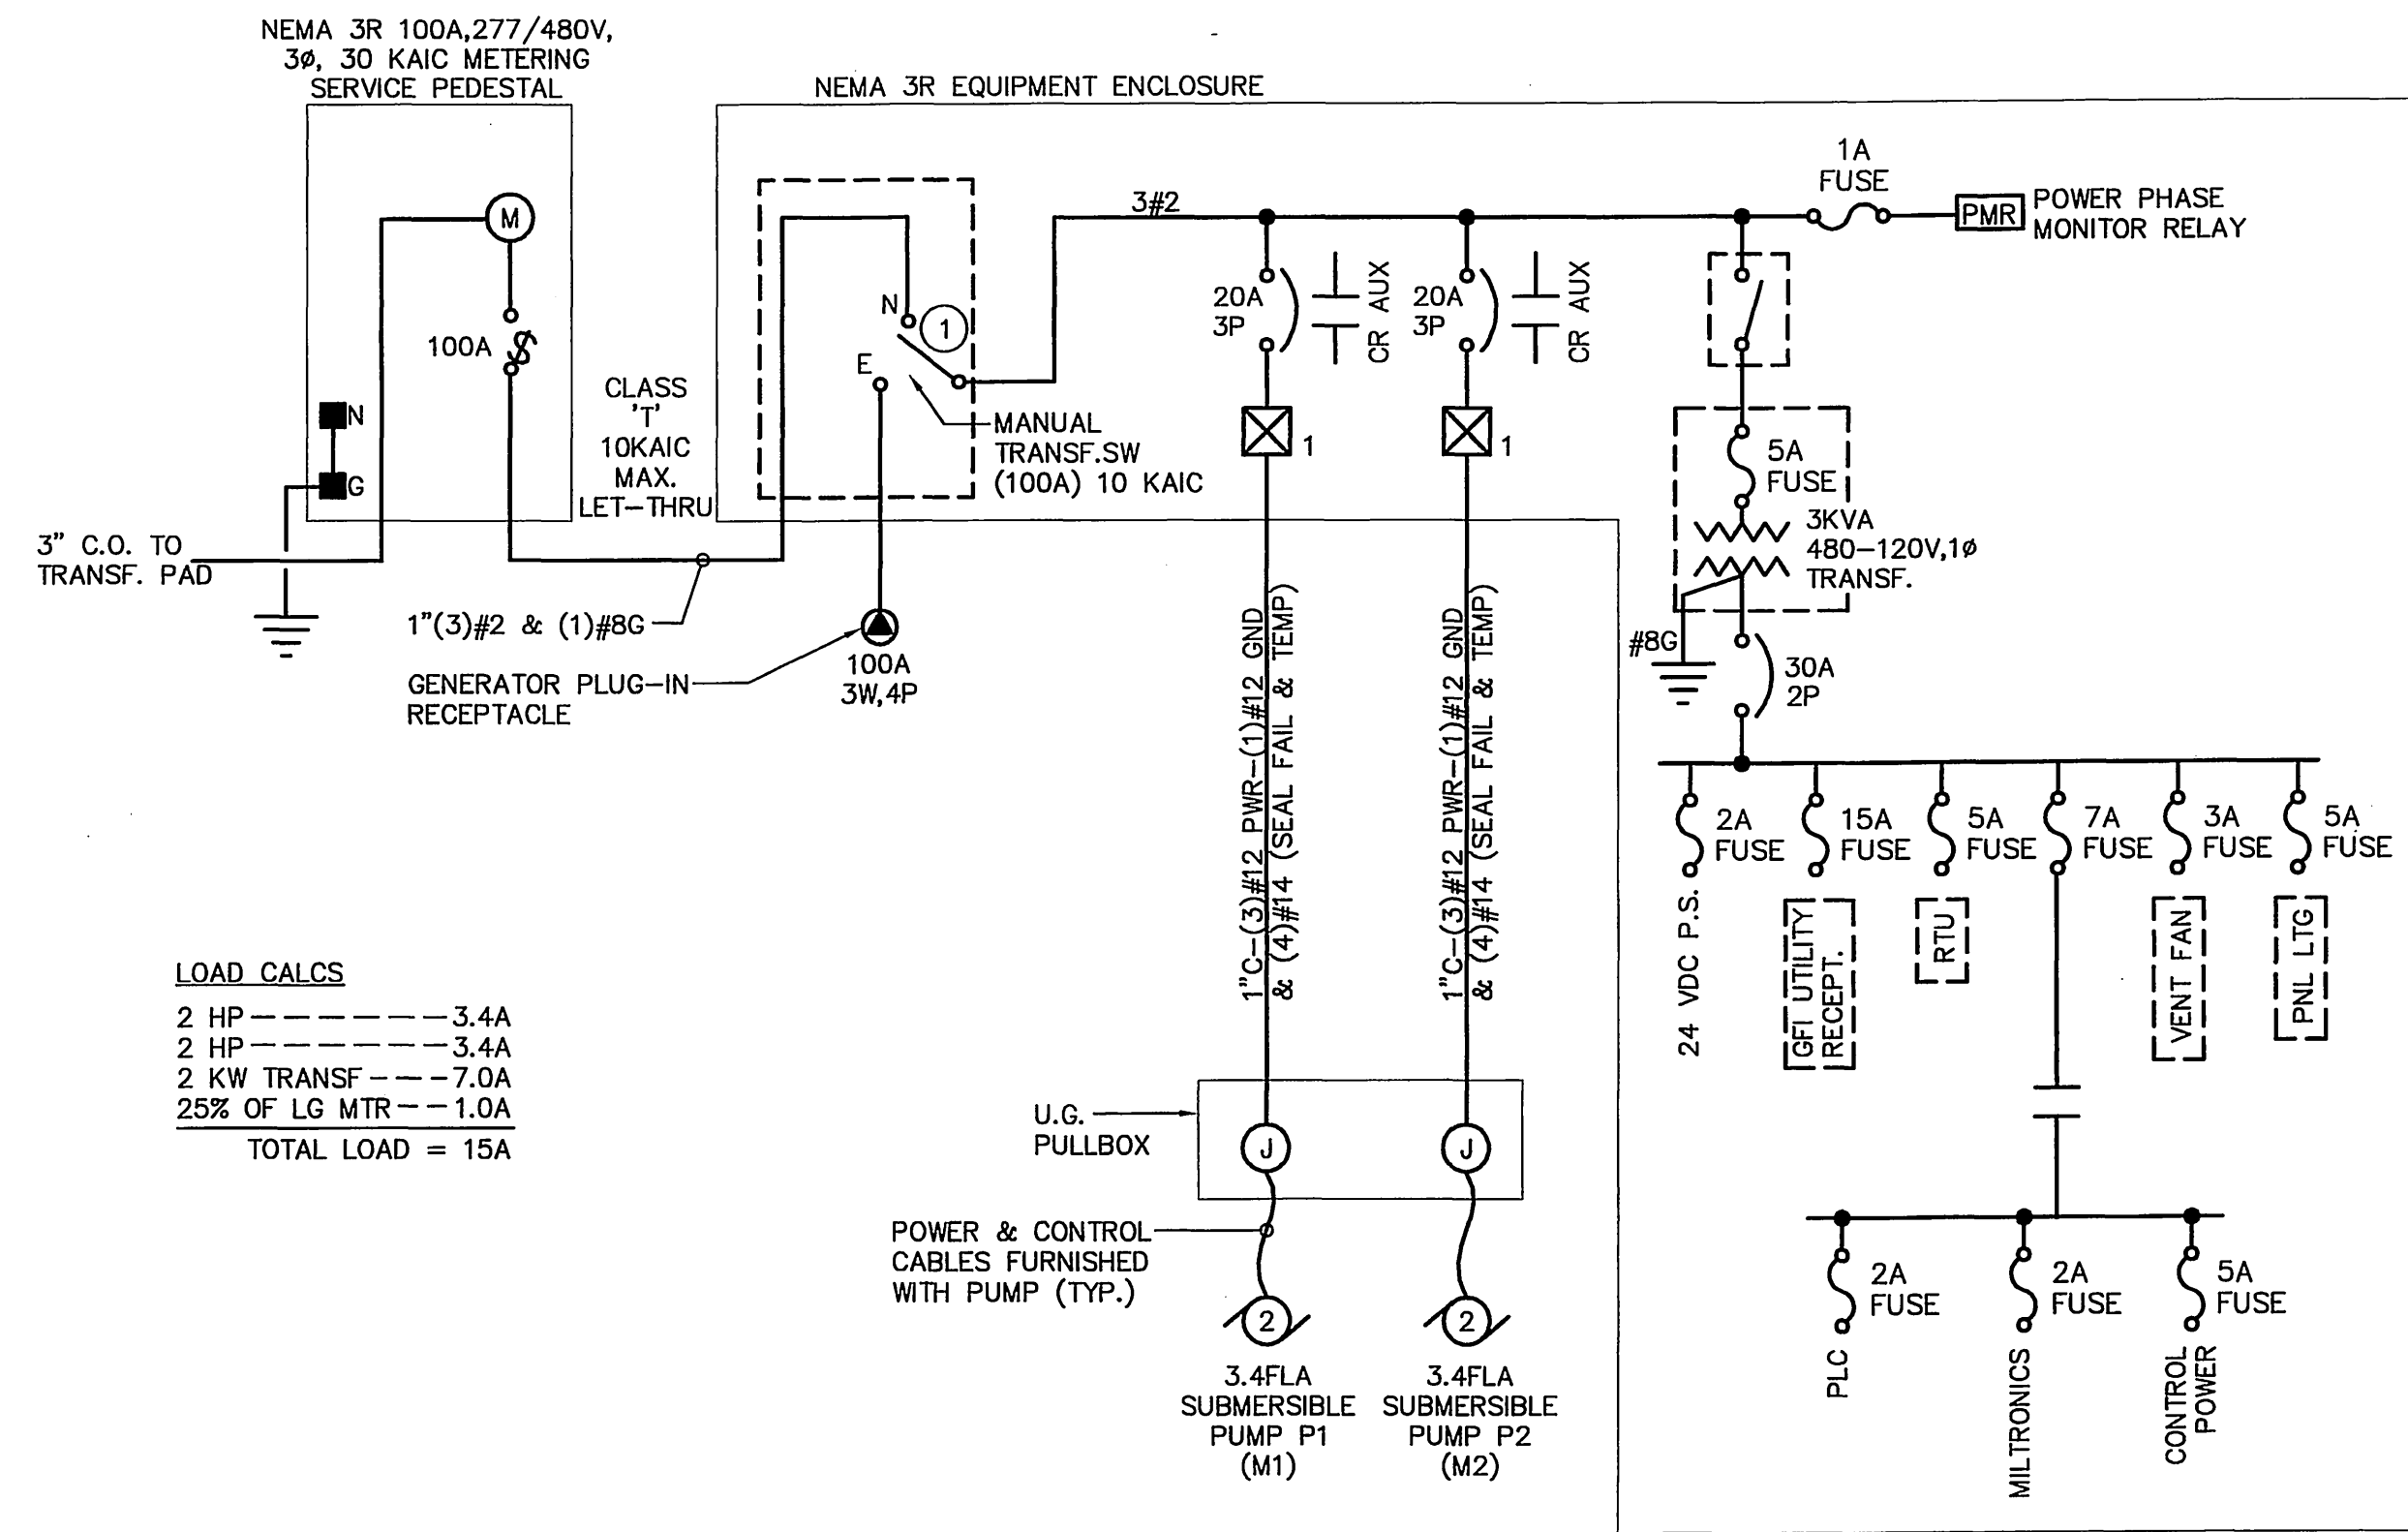 NEMA 3R 100A,277/480V,
3ø, 30 KAIC METERING
SERVICE PEDESTAL
NEMA 3R EQUIPMENT ENCLOSURE
M
100A
N
G
CLASS
'T'
10KAIC
MAX.
LET-THRU
3" C.O. TO
TRANSF. PAD
1"(3)#2 & (1)#8G
GENERATOR PLUG-IN
RECEPTACLE
100A
3W,4P
N
1
E
MANUAL
TRANSF.SW
(100A) 10 KAIC
3#2
20A
3P
CR AUX
1
20A
3P
CR AUX
1
1A
FUSE
PMR
POWER PHASE
MONITOR RELAY
5A
FUSE
3KVA
480-120V,1ø
TRANSF.
#8G
30A
2P
1"C-(3)#12 PWR-(1)#12 GND
& (4)#14 (SEAL FAIL & TEMP)
1"C-(3)#12 PWR-(1)#12 GND
& (4)#14 (SEAL FAIL & TEMP)
2A
FUSE
24 VDC P.S.
15A
FUSE
GFI UTILITY
RECEPT.
5A
FUSE
RTU
7A
FUSE
3A
FUSE
VENT FAN
5A
FUSE
PNL LTG
2A
FUSE
PLC
2A
FUSE
MILTRONICS
5A
FUSE
CONTROL
POWER
U.G.
PULLBOX
J
J
POWER & CONTROL
CABLES FURNISHED
WITH PUMP (TYP.)
2
2
3.4FLA
SUBMERSIBLE
PUMP P1
(M1)
3.4FLA
SUBMERSIBLE
PUMP P2
(M2)
LOAD CALCS
2 HP-------3.4A
2 HP-------3.4A
2 KW TRANSF---7.0A
25% OF LG MTR--1.0A
TOTAL LOAD = 15A